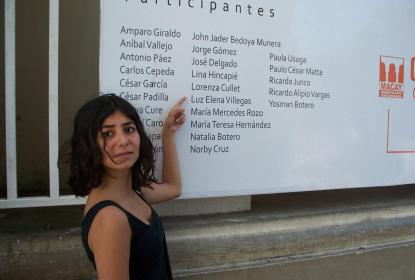 Participantes
Amparo Giraldo
Aníbal Vallejo
Antonio Páez
Carlos Cepeda
César García
César Padilla
Cure
John Jader Bedoya Munera
Jorge Gómez
José Delgado
Lina Hincapié
Lorenza Cullet
Luz Elena Villegas
María Mercedes Rozo
María Teresa Hernández
Natalia Botero
Norby Cruz
Paula Usuga
Paulo César Matta
Ricardo Junco
Ricardo Alipio Vargas
Yosman Botero
MACAY